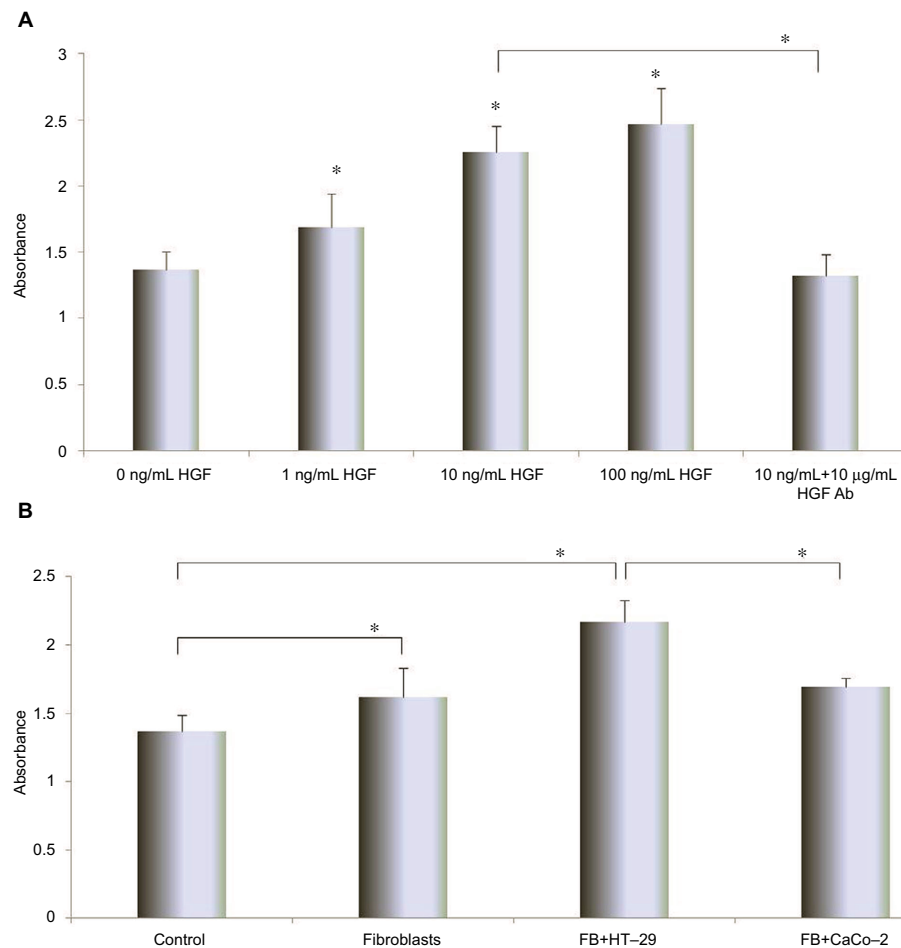 A
*
3
*
2.5
*
2
*
1.5
1
0.5
0
Absorbance
0 ng/mL HGF
1 ng/mL HGF
10 ng/mL HGF
100 ng/mL HGF
10 ng/mL+10 μg/mL
HGF Ab
B
*
*
2.5
*
2
1.5
1
0.5
0
Absorbance
Control
Fibroblasts
FB+HT–29
FB+CaCo–2